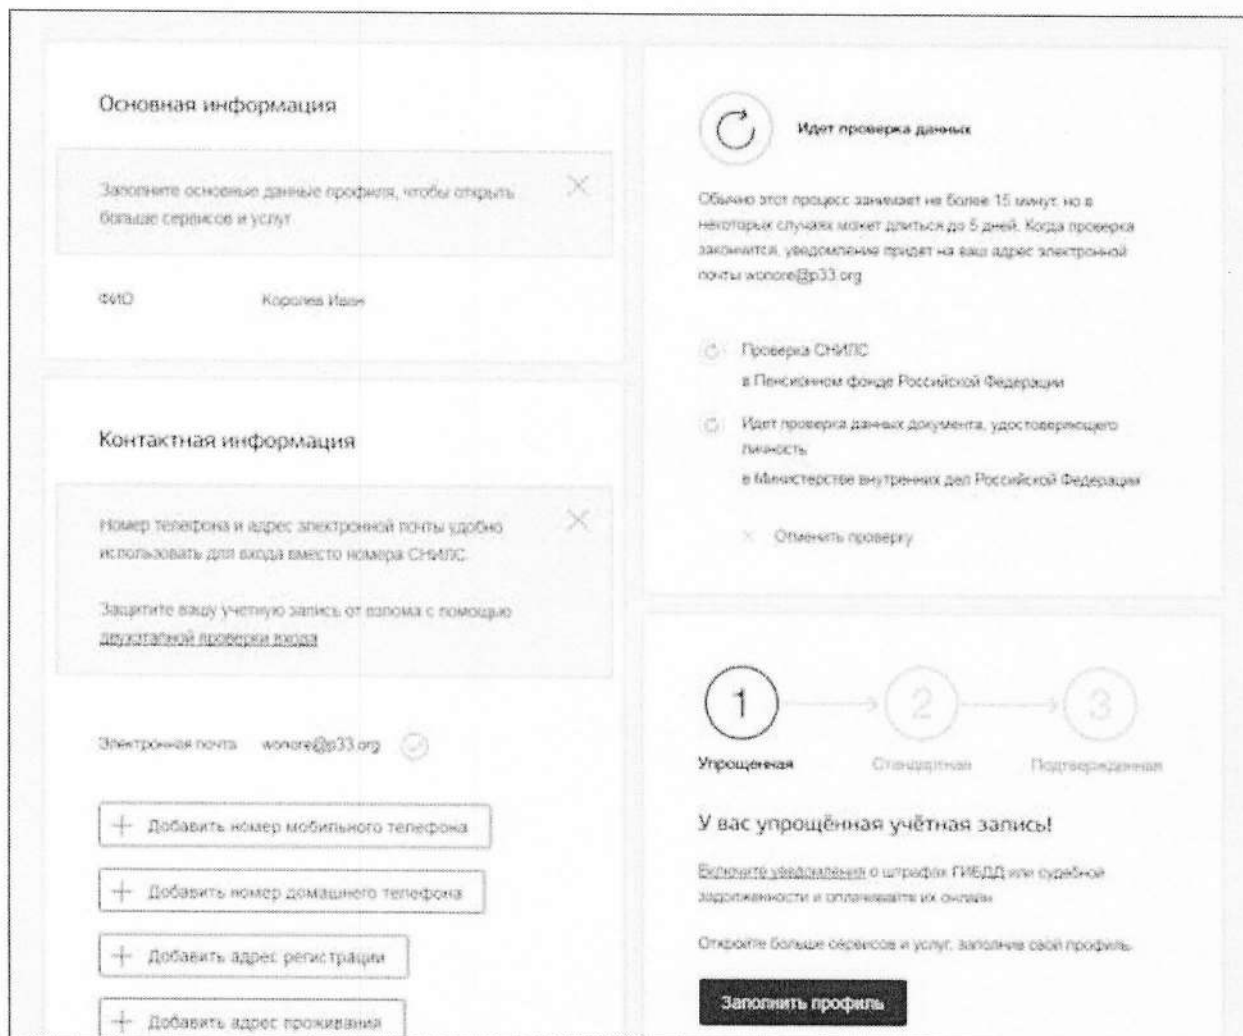 Основная информация
Заполните основные данные профиля, чтобы открыть
больше сервисов и услуг
ФИО Королев Иван
Контактная информация
Номер телефона и адрес электронной почты удобно
использовать для входа вместо номера СНИЛС.
Защитите вашу учетную запись от взлома с помощью
двухэтапной проверки входа
Электронная почта wonore@p33.org
Добавить номер мобильного телефона
Добавить номер домашнего телефона
Добавить адрес регистрации
Добавить адрес проживания
Идет проверка данных
Обычно этот процесс занимает не более 15 минут, но в
некоторых случаях может длиться до 5 дней. Когда проверка
закончится, уведомление придет на ваш адрес электронной
почты wonore@p33.org
Проверка СНИЛС
в Пенсионном фонде Российской Федерации
Идет проверка данных документа, удостоверяющего
личность
в Министерстве внутренних дел Российской Федерации
Отменить проверку
1 2 3
Упрощенная Стандартная Подтвержденная
У вас упрощённая учётная запись!
Включите уведомления о штрафах ГИБДД или судебной
задолженности и оплачивайте их онлайн
Откройте больше сервисов и услуг, заполнив свой профиль.
Заполнить профиль